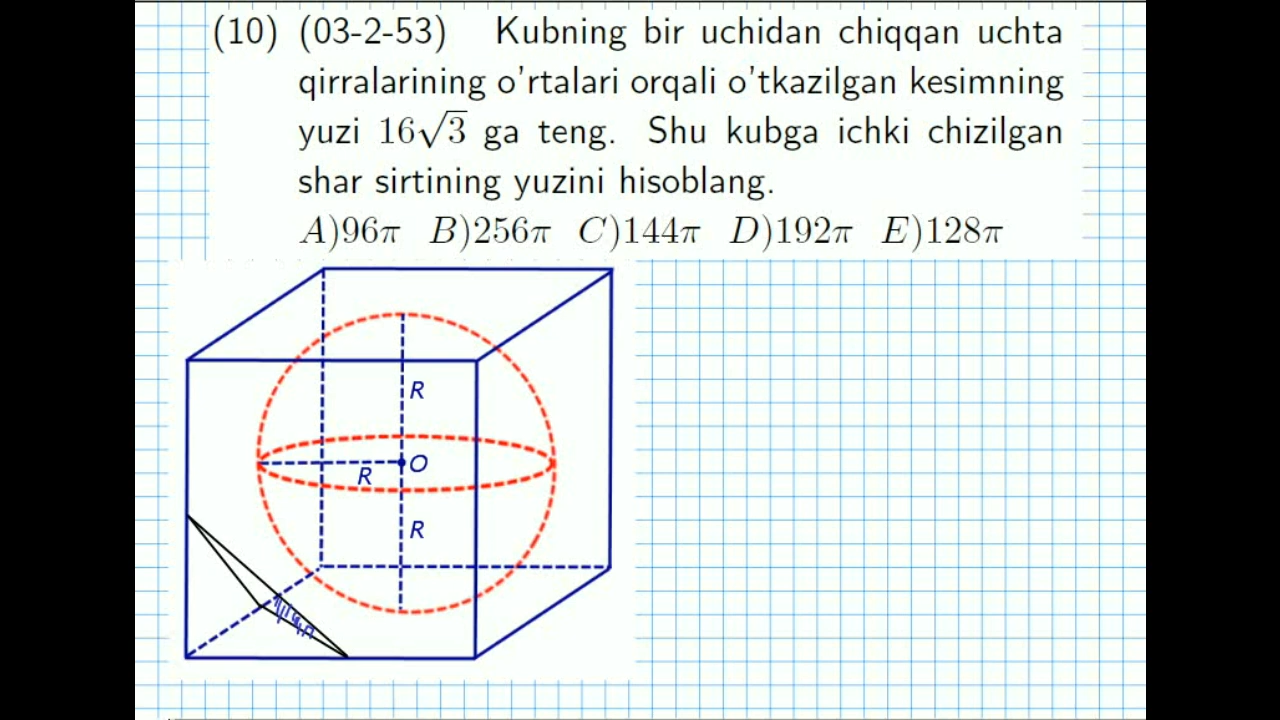 (10) (03-2-53) Kubning bir uchidan chiqqan uchta
qirralarining o'rtalari orqali o'tkazilgan kesimning
yuzi 16√3 ga teng. Shu kubga ichki chizilgan
shar sirtining yuzini hisoblang.
A)96π B)256π C)144π D)192π E)128π
R
O
R
R